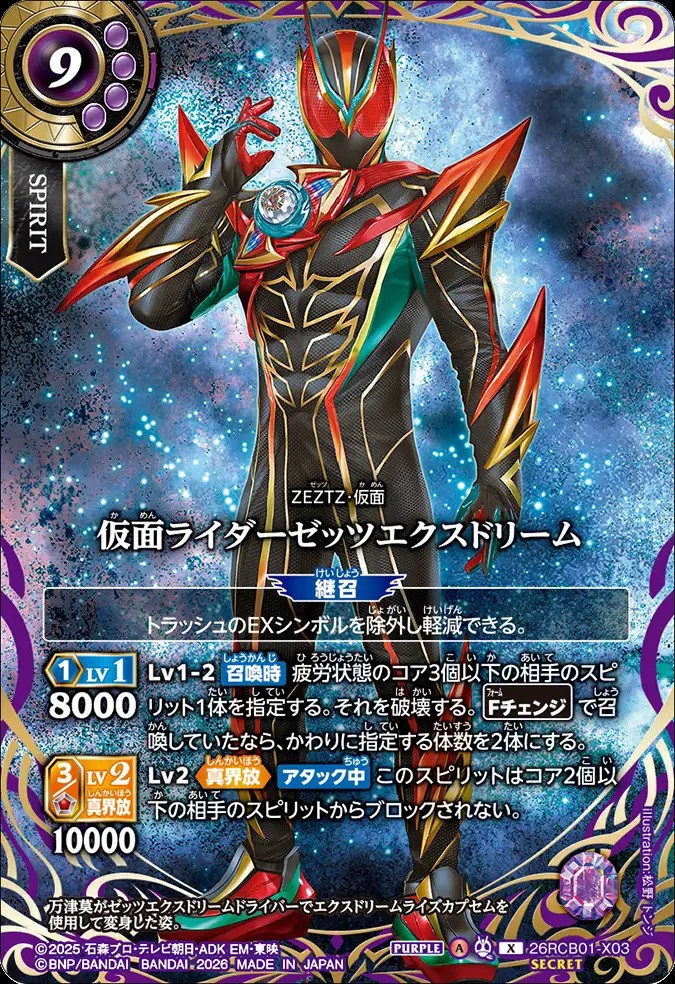 9
SPIRIT
ZEZTZ・仮面
仮面ライダーゼッツエクスドリーム
継召
トラッシュのEXシンボルを除外し軽減できる。
1 LV1 8000
Lv1-2 召喚時 疲労状態のコア3個以下の相手のスピ
リット1体を指定する。それを破壊する。Fチェンジで召
喚していたなら、かわりに指定する体数を2体にする。
3 LV2 真界放 10000
Lv2 真界放 アタック中 このスピリットはコア2個以
下の相手のスピリットからブロックされない。
万津莫がゼッツエクスドリームドライバーでエクスドリームライズカプセムを
使用して変身した姿。
illustration:松野トンジ
©2025 石森プロ・テレビ朝日・ADK EM・東映
©BNP/BANDAI BANDAI 2026 MADE IN JAPAN
PURPLE A X 26RCB01-X03
SECRET